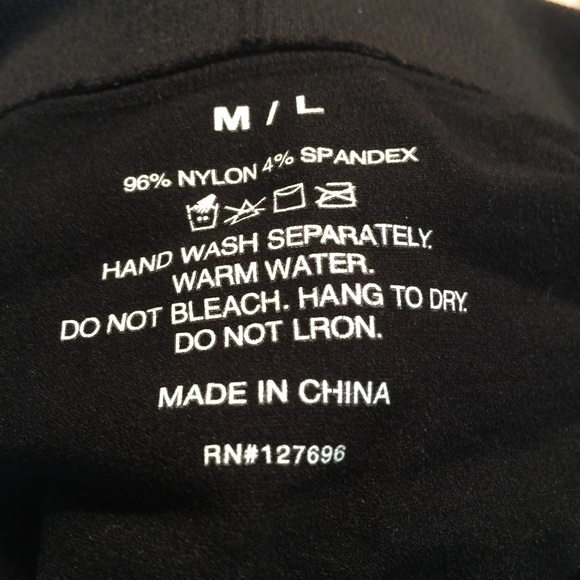 M / L
96% NYLON 4% SPANDEX
HAND WASH SEPARATELY.
WARM WATER.
DO NOT BLEACH. HANG TO DRY.
DO NOT LRON.
MADE IN CHINA
RN#127696